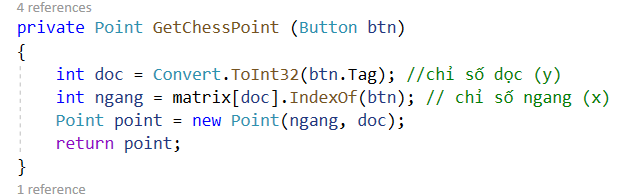 4 references
private Point GetChessPoint (Button btn)
{
int doc = Convert.ToInt32(btn.Tag); //chỉ số dọc (y)
int ngang = matrix[doc].IndexOf(btn); // chỉ số ngang (x)
Point point = new Point(ngang, doc);
return point;
}
1 reference